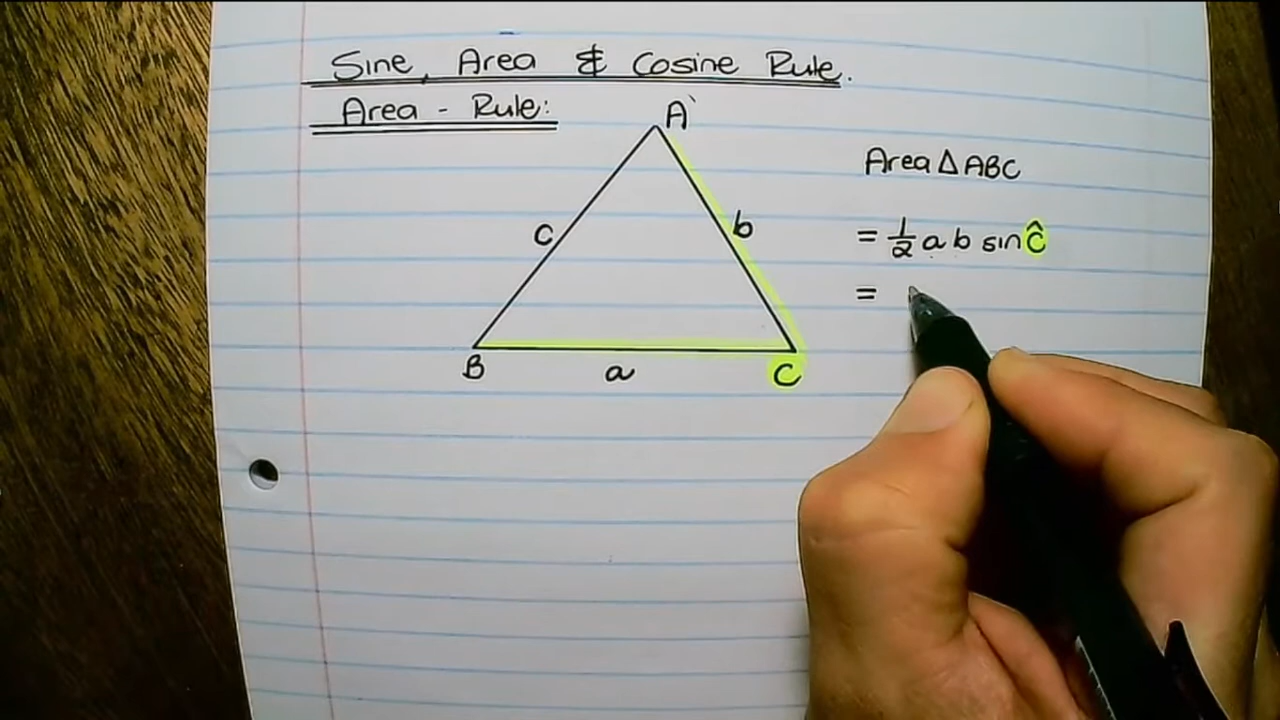 Sine, Area & Cosine Rule.
Area - Rule:
A
Area ΔABC
c
b
= 1/2 a b sin Ĉ
=
B
a
C